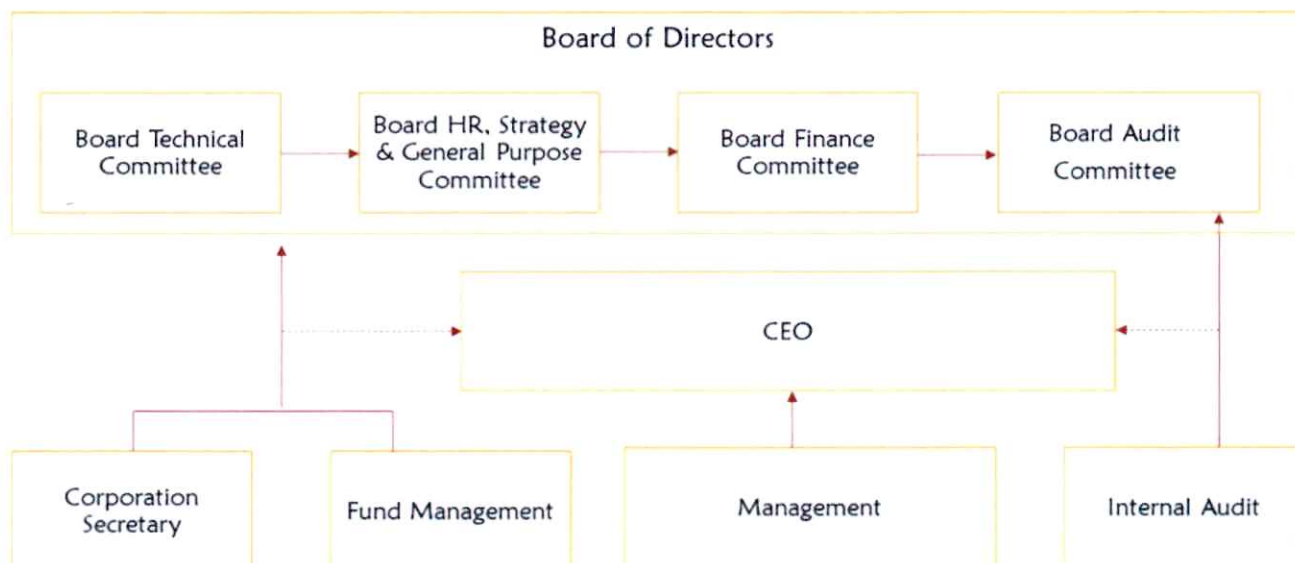 Board of Directors
Board Technical
Committee
Board HR, Strategy
& General Purpose
Committee
Board Finance
Committee
Board Audit
Committee
CEO
Corporation
Secretary
Fund Management
Management
Internal Audit